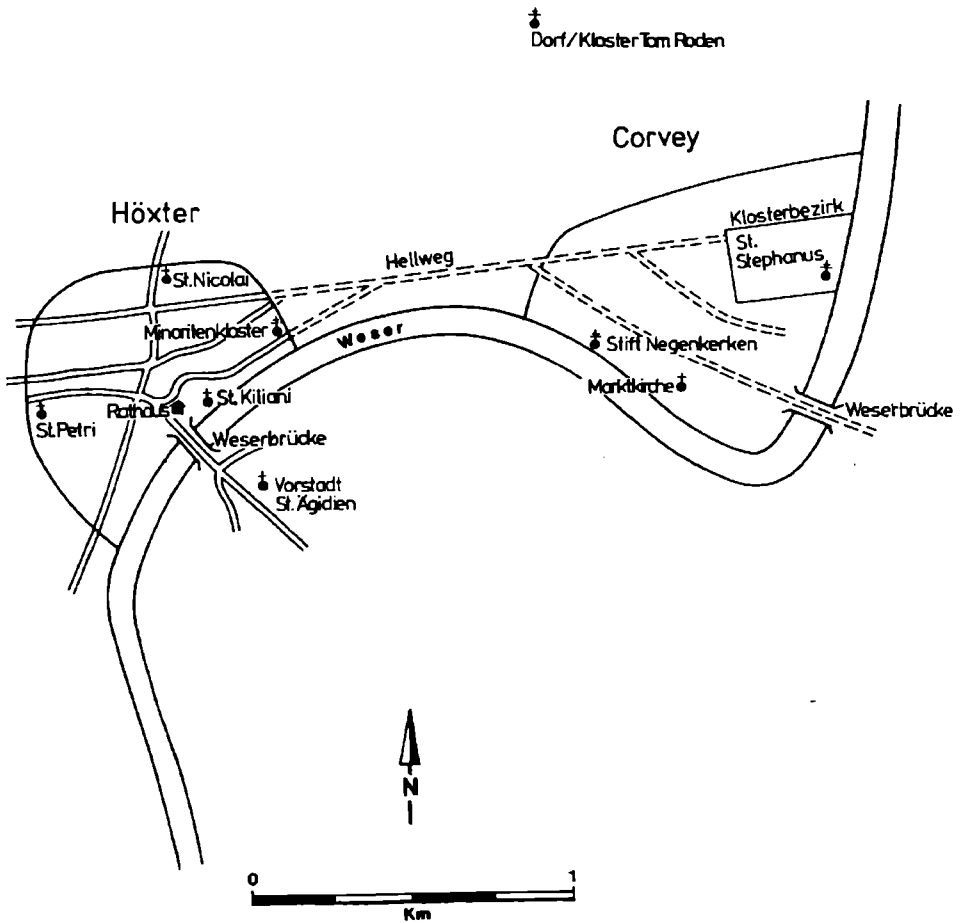 Dorf/Kloster Tom Roden
Corvey
Höxter
Klosterbezirk
St.
Stephanus
Hellweg
St. Nicolai
Minoritenkloster
Weser
Stift Negenkerken
Marktkirche
St. Kiliani
Rathaus
Weserbrücke
St. Petri
Weserbrücke
Vorstadt
St. Ägidien
N
0 1
Km